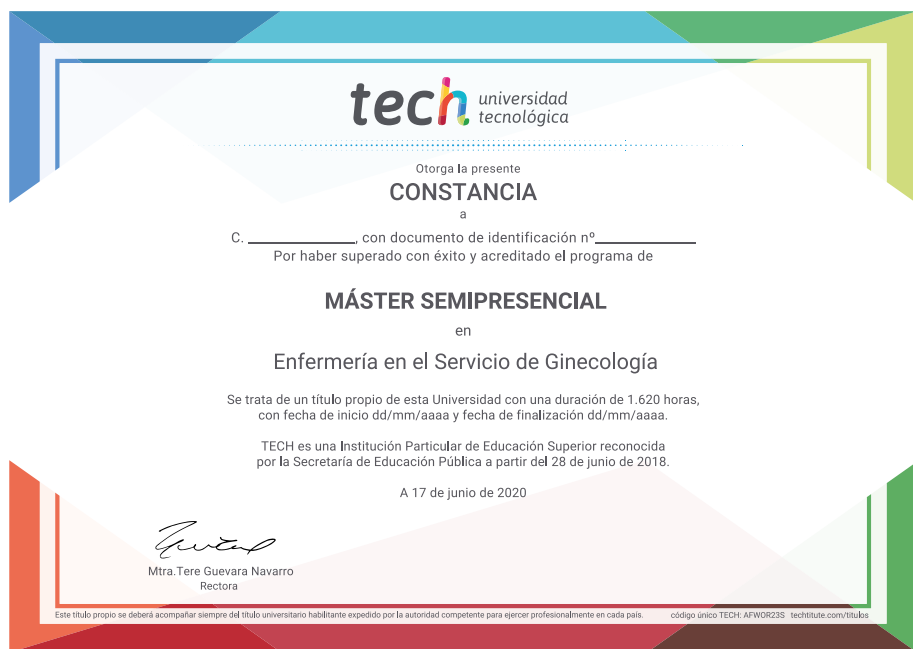 tech universidad
tecnológica
Otorga la presente
CONSTANCIA
a
C. ____________, con documento de identificación nº____________
Por haber superado con éxito y acreditado el programa de
MÁSTER SEMIPRESENCIAL
en
Enfermería en el Servicio de Ginecología
Se trata de un título propio de esta Universidad con una duración de 1.620 horas,
con fecha de inicio dd/mm/aaaa y fecha de finalización dd/mm/aaaa.
TECH es una Institución Particular de Educación Superior reconocida
por la Secretaría de Educación Pública a partir del 28 de junio de 2018.
A 17 de junio de 2020
Mtra.Tere Guevara Navarro
Rectora
Este título propio se deberá acompañar siempre del título universitario habilitante expedido por la autoridad competente para ejercer profesionalmente en cada país. código único TECH: AFWOR23S techtitute.com/titulos